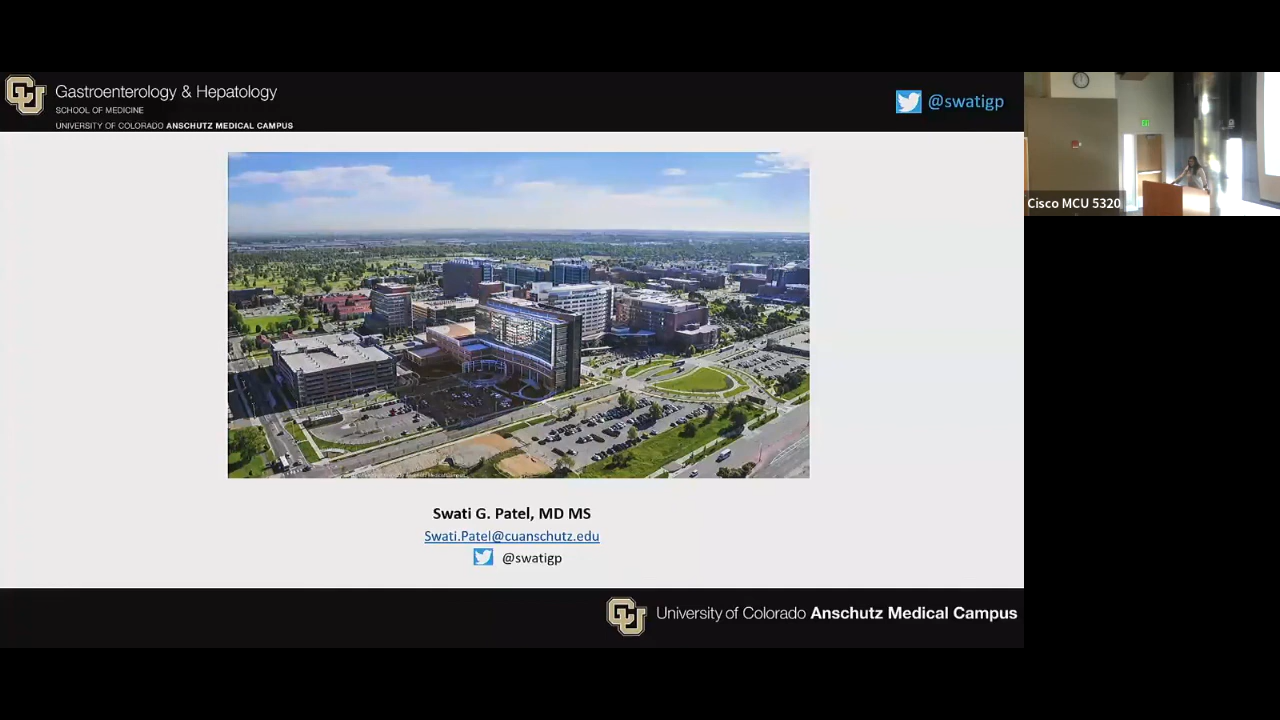 Gastroenterology & Hepatology
SCHOOL OF MEDICINE
UNIVERSITY OF COLORADO ANSCHUTZ MEDICAL CAMPUS
@swatigp
Cisco MCU 5320
Swati G. Patel, MD MS
Swati.Patel@cuanschutz.edu
@swatigp
University of Colorado Anschutz Medical Campus